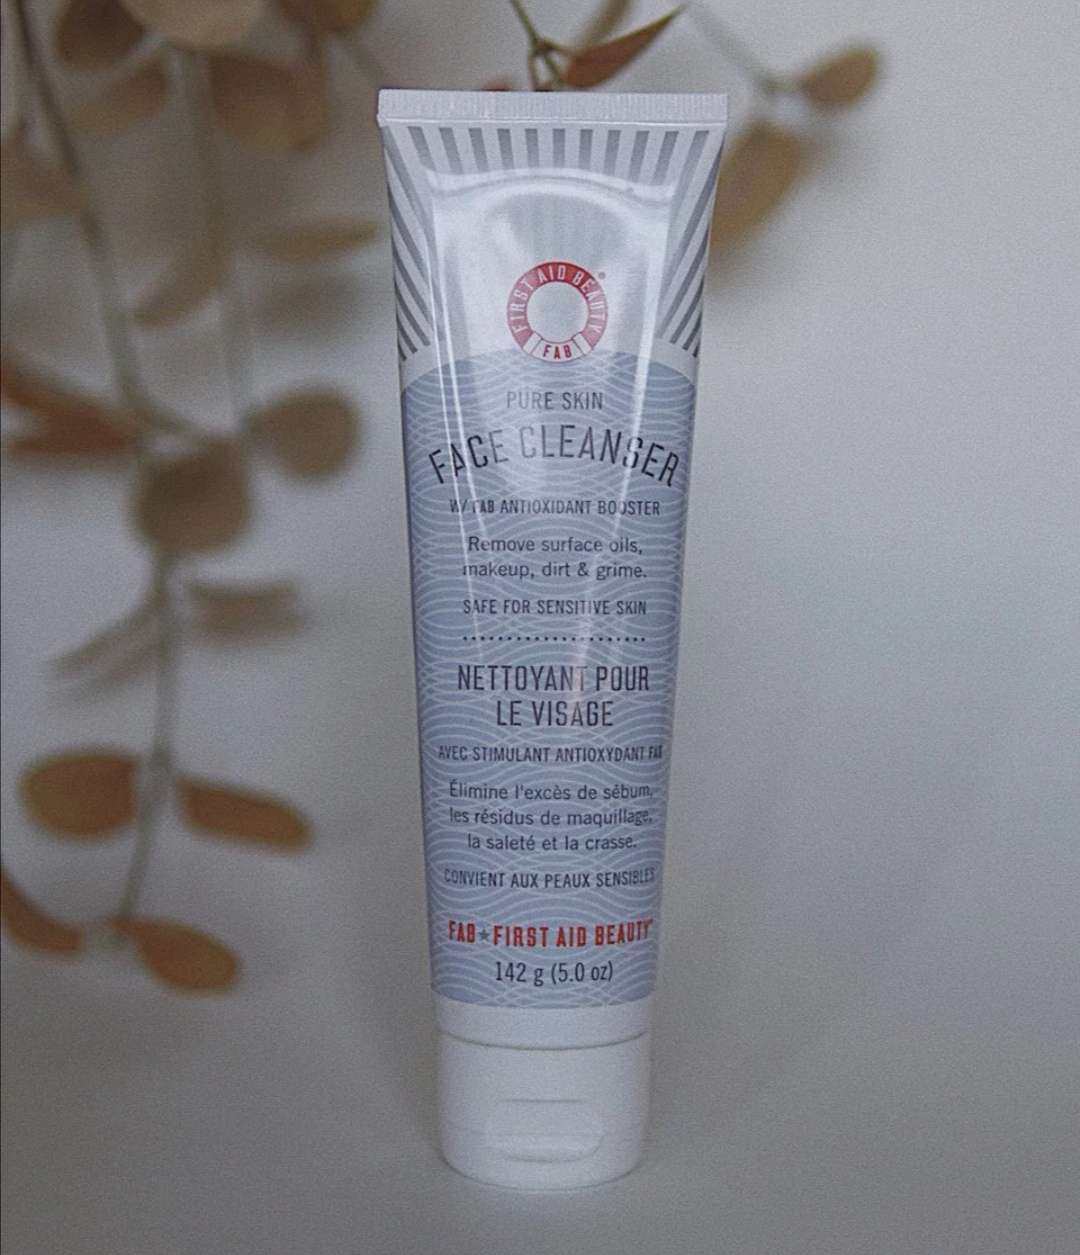 FIRST AID BEAUTY®
FAB
PURE SKIN
FACE CLEANSER
W/ FAB ANTIOXIDANT BOOSTER
Remove surface oils,
makeup, dirt & grime.
SAFE FOR SENSITIVE SKIN
NETTOYANT POUR
LE VISAGE
AVEC STIMULANT ANTIOXYDANT FAB
Élimine l'excès de sébum,
les résidus de maquillage,
la saleté et la crasse.
CONVIENT AUX PEAUX SENSIBLES
FAB★FIRST AID BEAUTY®
142 g (5.0 oz)